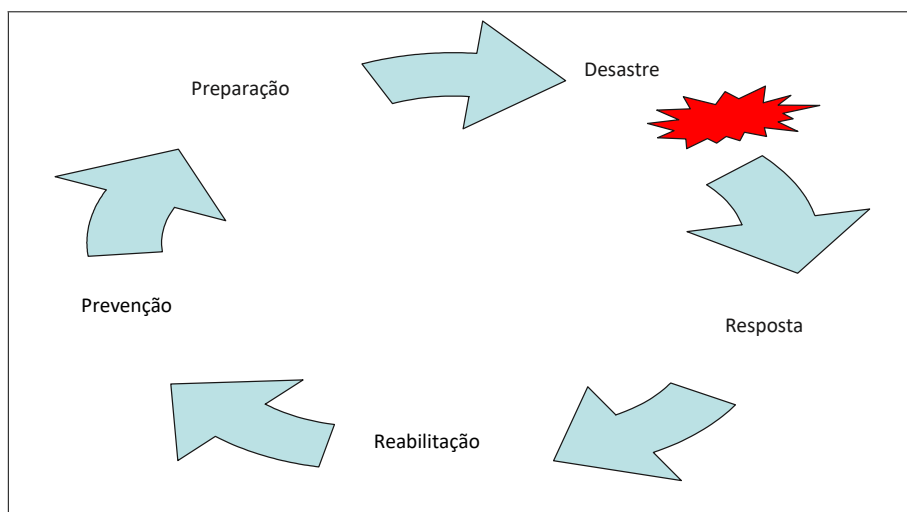 Preparação
Desastre
Resposta
Reabilitação
Prevenção